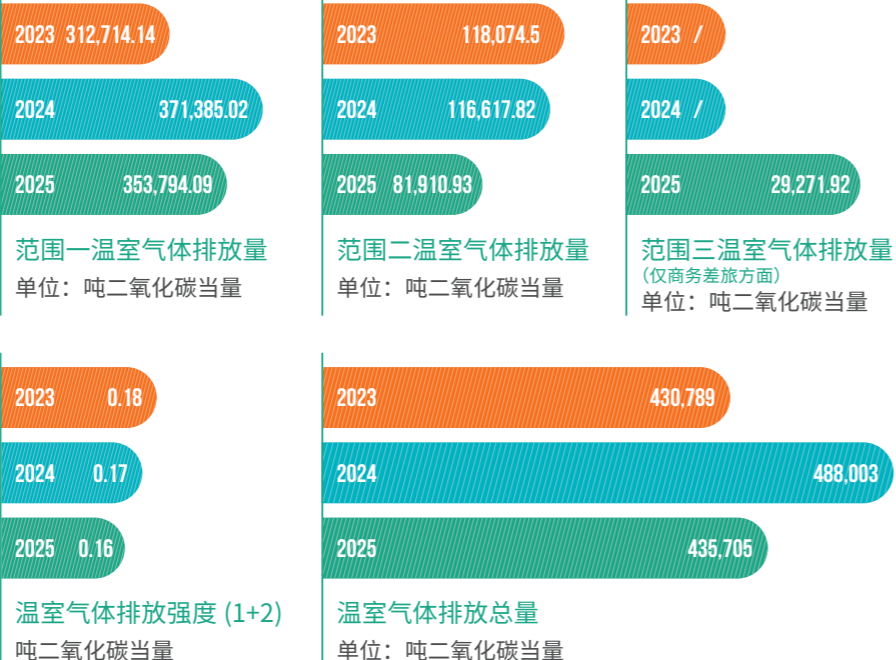 2023 312,714.14
2024 371,385.02
2025 353,794.09
范围一温室气体排放量
单位：吨二氧化碳当量
2023 118,074.5
2024 116,617.82
2025 81,910.93
范围二温室气体排放量
单位：吨二氧化碳当量
2023 /
2024 /
2025 29,271.92
范围三温室气体排放量
（仅商务差旅方面）
单位：吨二氧化碳当量
2023 0.18
2024 0.17
2025 0.16
温室气体排放强度 (1+2)
吨二氧化碳当量
2023 430,789
2024 488,003
2025 435,705
温室气体排放总量
单位：吨二氧化碳当量